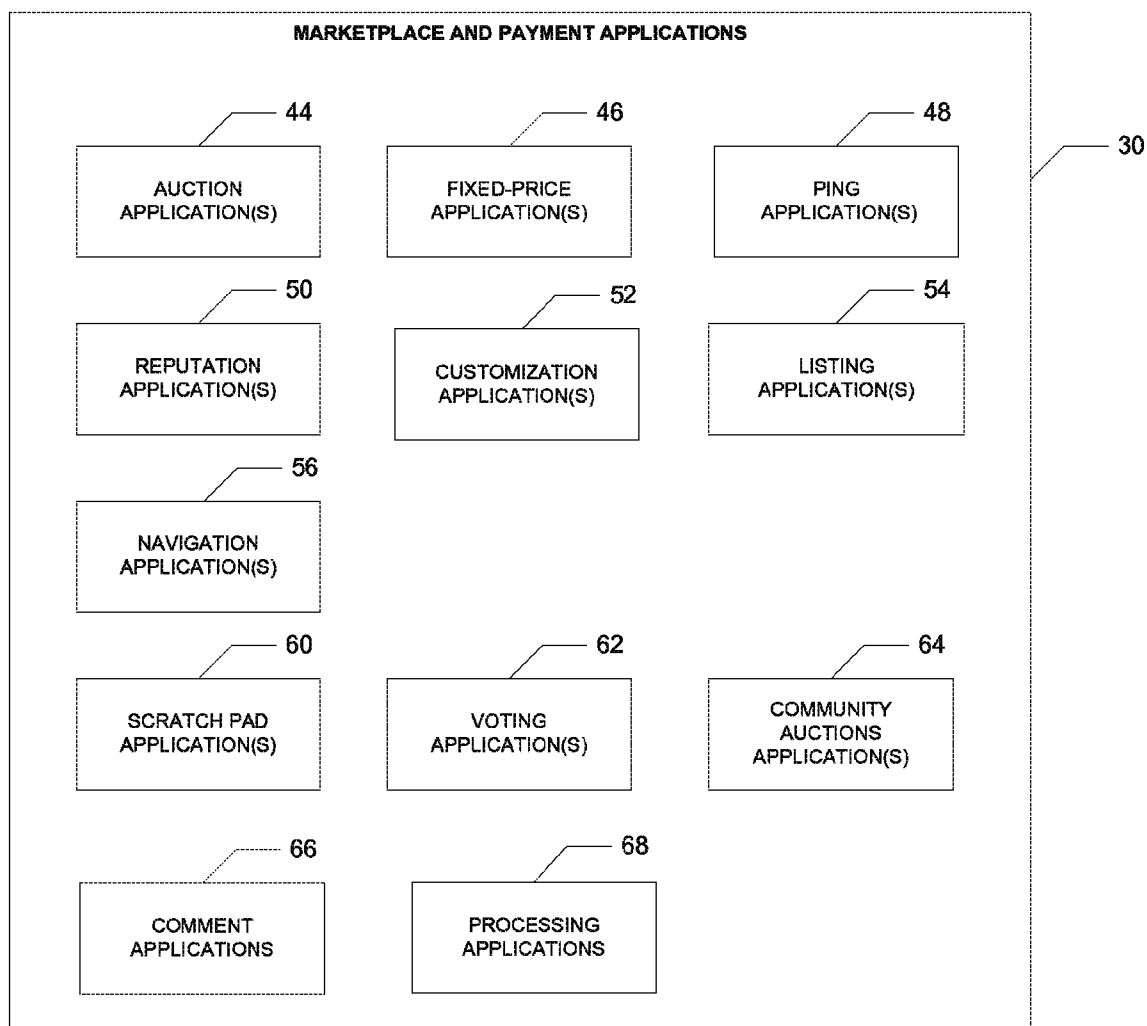 MARKETPLACE AND PAYMENT APPLICATIONS
44
46
48
30
AUCTION
APPLICATION(S)
FIXED-PRICE
APPLICATION(S)
PING
APPLICATION(S)
50
52
54
REPUTATION
APPLICATION(S)
CUSTOMIZATION
APPLICATION(S)
LISTING
APPLICATION(S)
56
NAVIGATION
APPLICATION(S)
60
62
64
SCRATCH PAD
APPLICATION(S)
VOTING
APPLICATION(S)
COMMUNITY
AUCTIONS
APPLICATION(S)
66
68
COMMENT
APPLICATIONS
PROCESSING
APPLICATIONS